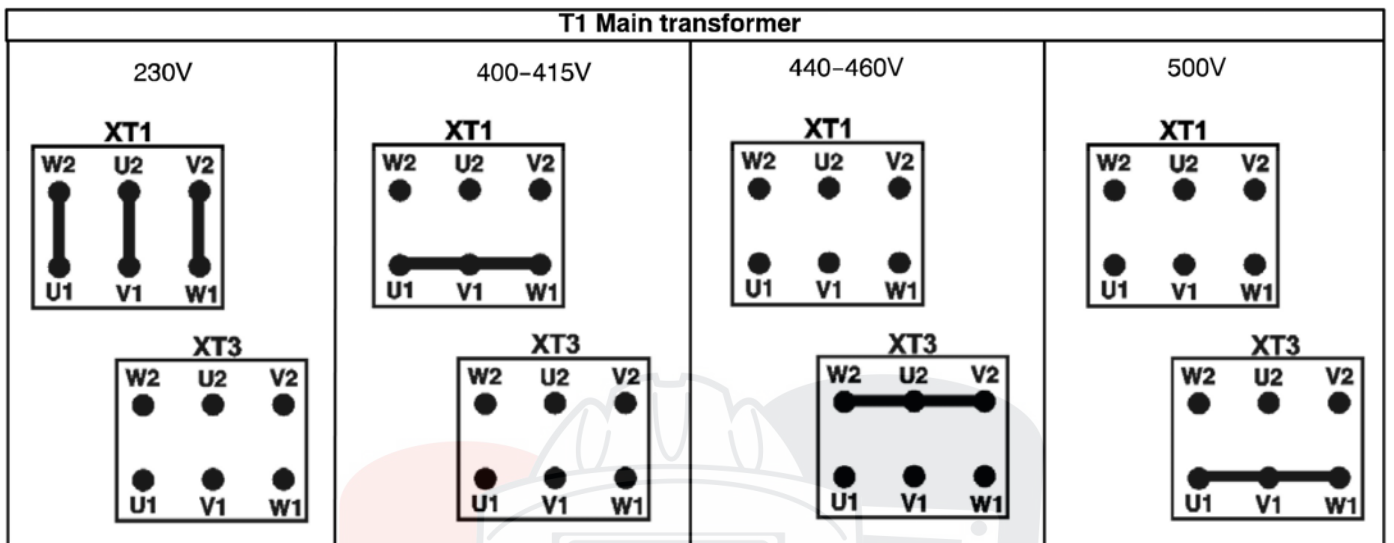 T1 Main transformer
230V
XT1
W2 U2 V2
U1 V1 W1
XT3
W2 U2 V2
U1 V1 W1
400-415V
XT1
W2 U2 V2
U1 V1 W1
XT3
W2 U2 V2
U1 V1 W1
440-460V
XT1
W2 U2 V2
U1 V1 W1
XT3
W2 U2 V2
U1 V1 W1
500V
XT1
W2 U2 V2
U1 V1 W1
XT3
W2 U2 V2
U1 V1 W1